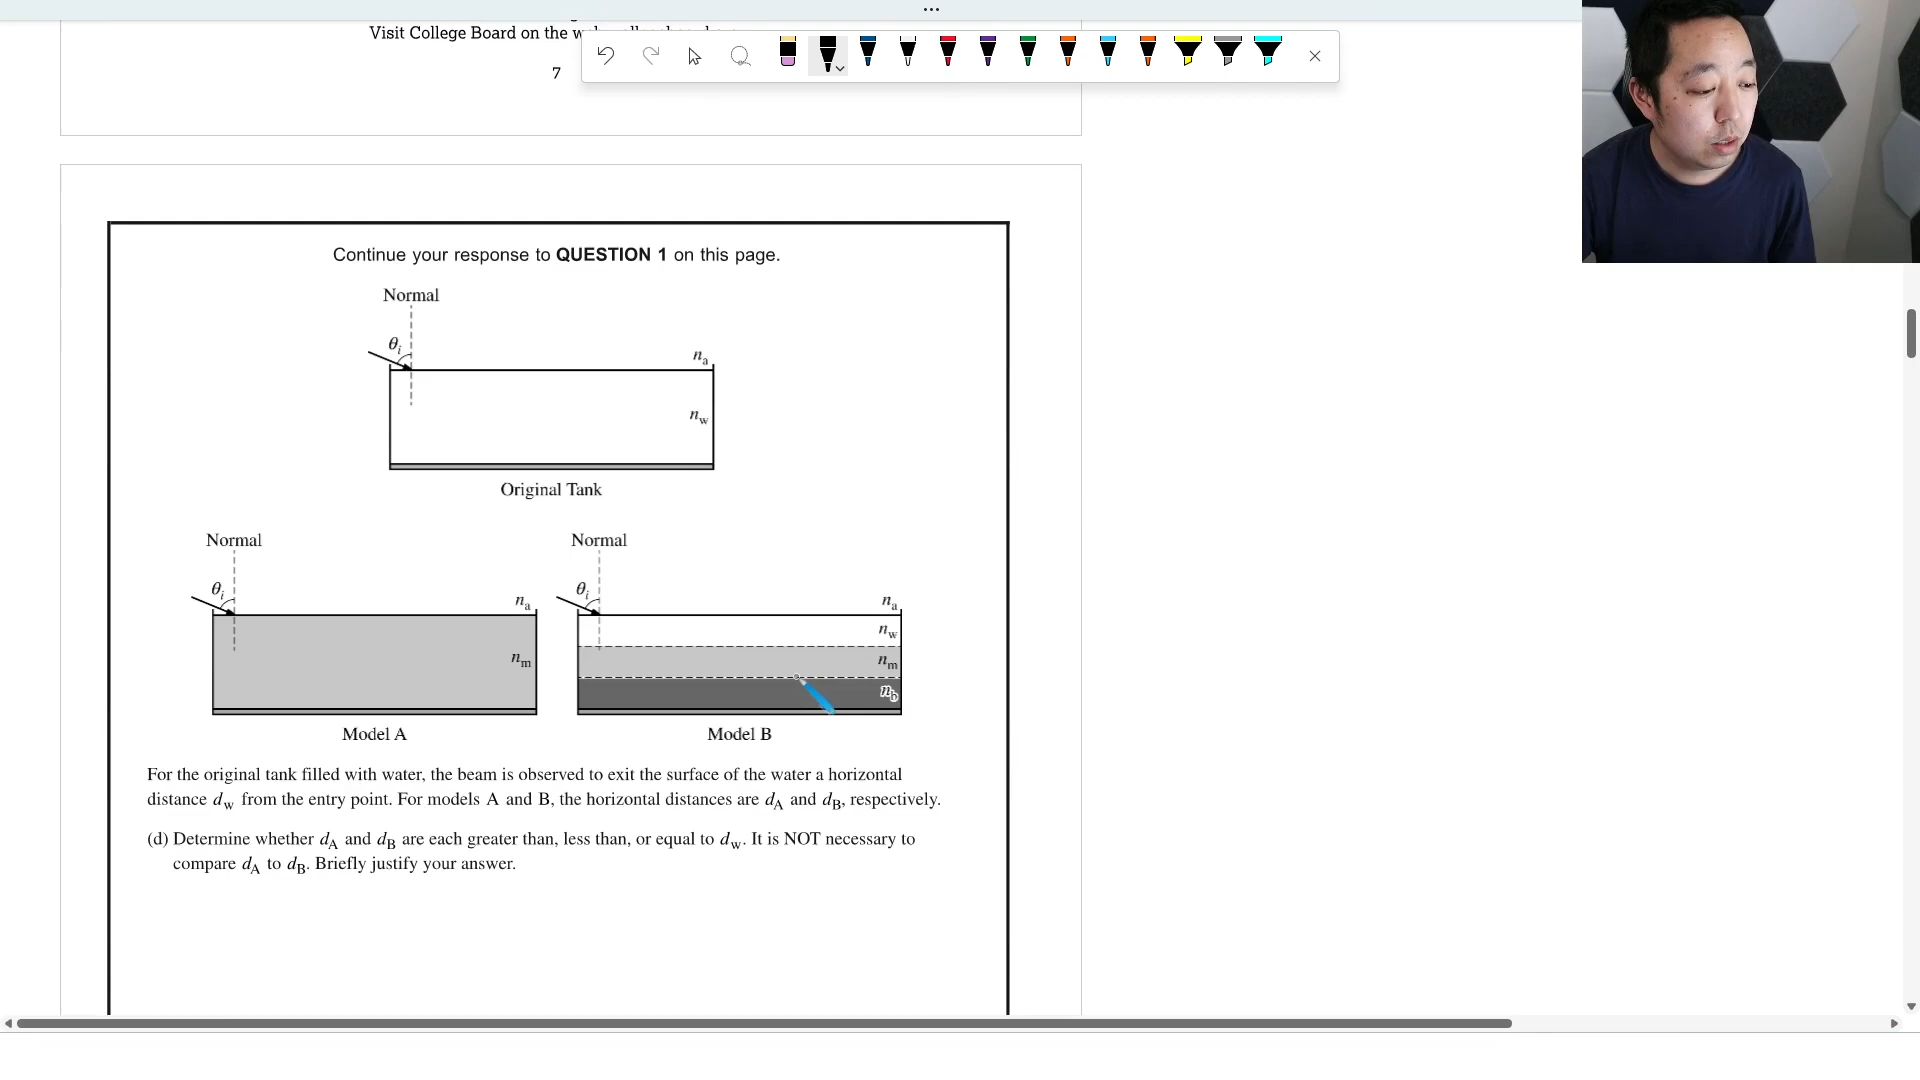 Visit College Board on the
7
Continue your response to QUESTION 1 on this page.
Normal
θi
na
nw
Original Tank
Normal
θi
na
nm
Model A
Normal
θi
na
nw
nm
nb
Model B
For the original tank filled with water, the beam is observed to exit the surface of the water a horizontal
distance dw from the entry point. For models A and B, the horizontal distances are dA and dB, respectively.
(d) Determine whether dA and dB are each greater than, less than, or equal to dw. It is NOT necessary to
compare dA to dB. Briefly justify your answer.